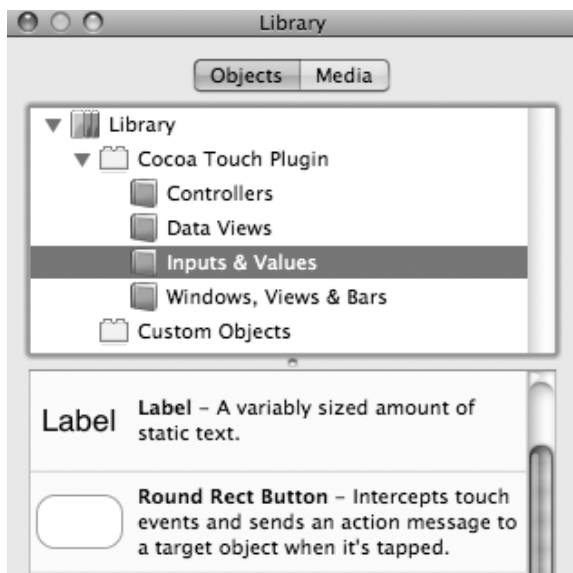 Library
Objects Media
Library
Cocoa Touch Plugin
Controllers
Data Views
Inputs & Values
Windows, Views & Bars
Custom Objects
Label
Label – A variably sized amount of
static text.
Round Rect Button – Intercepts touch
events and sends an action message to
a target object when it's tapped.